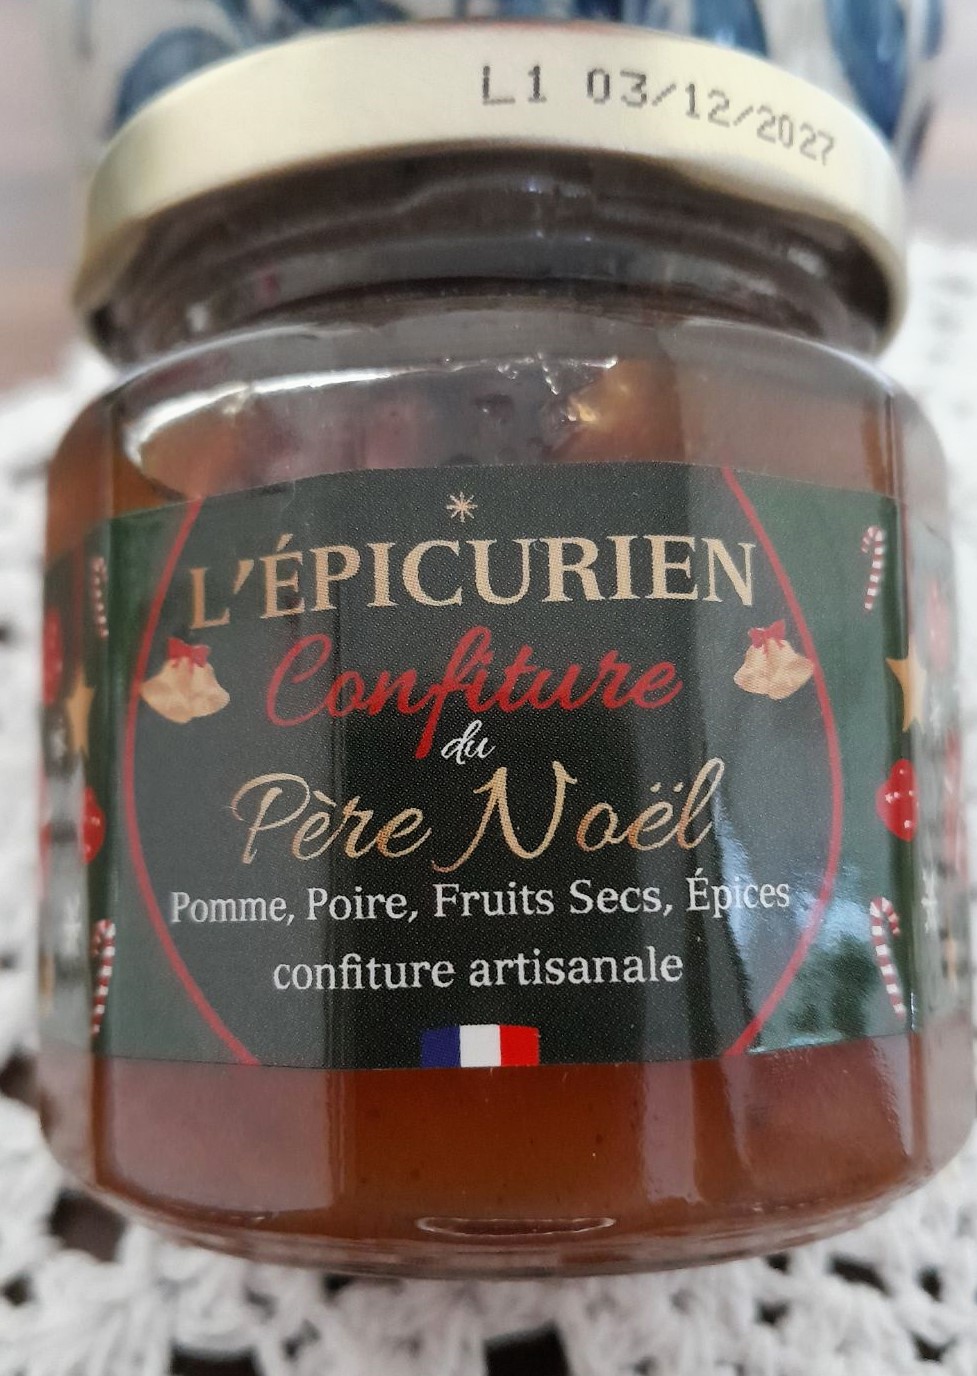 L1 03/12/2027
L'ÉPICURIEN
Confiture
du
Père Noël
Pomme, Poire, Fruits Secs, Épices
confiture artisanale